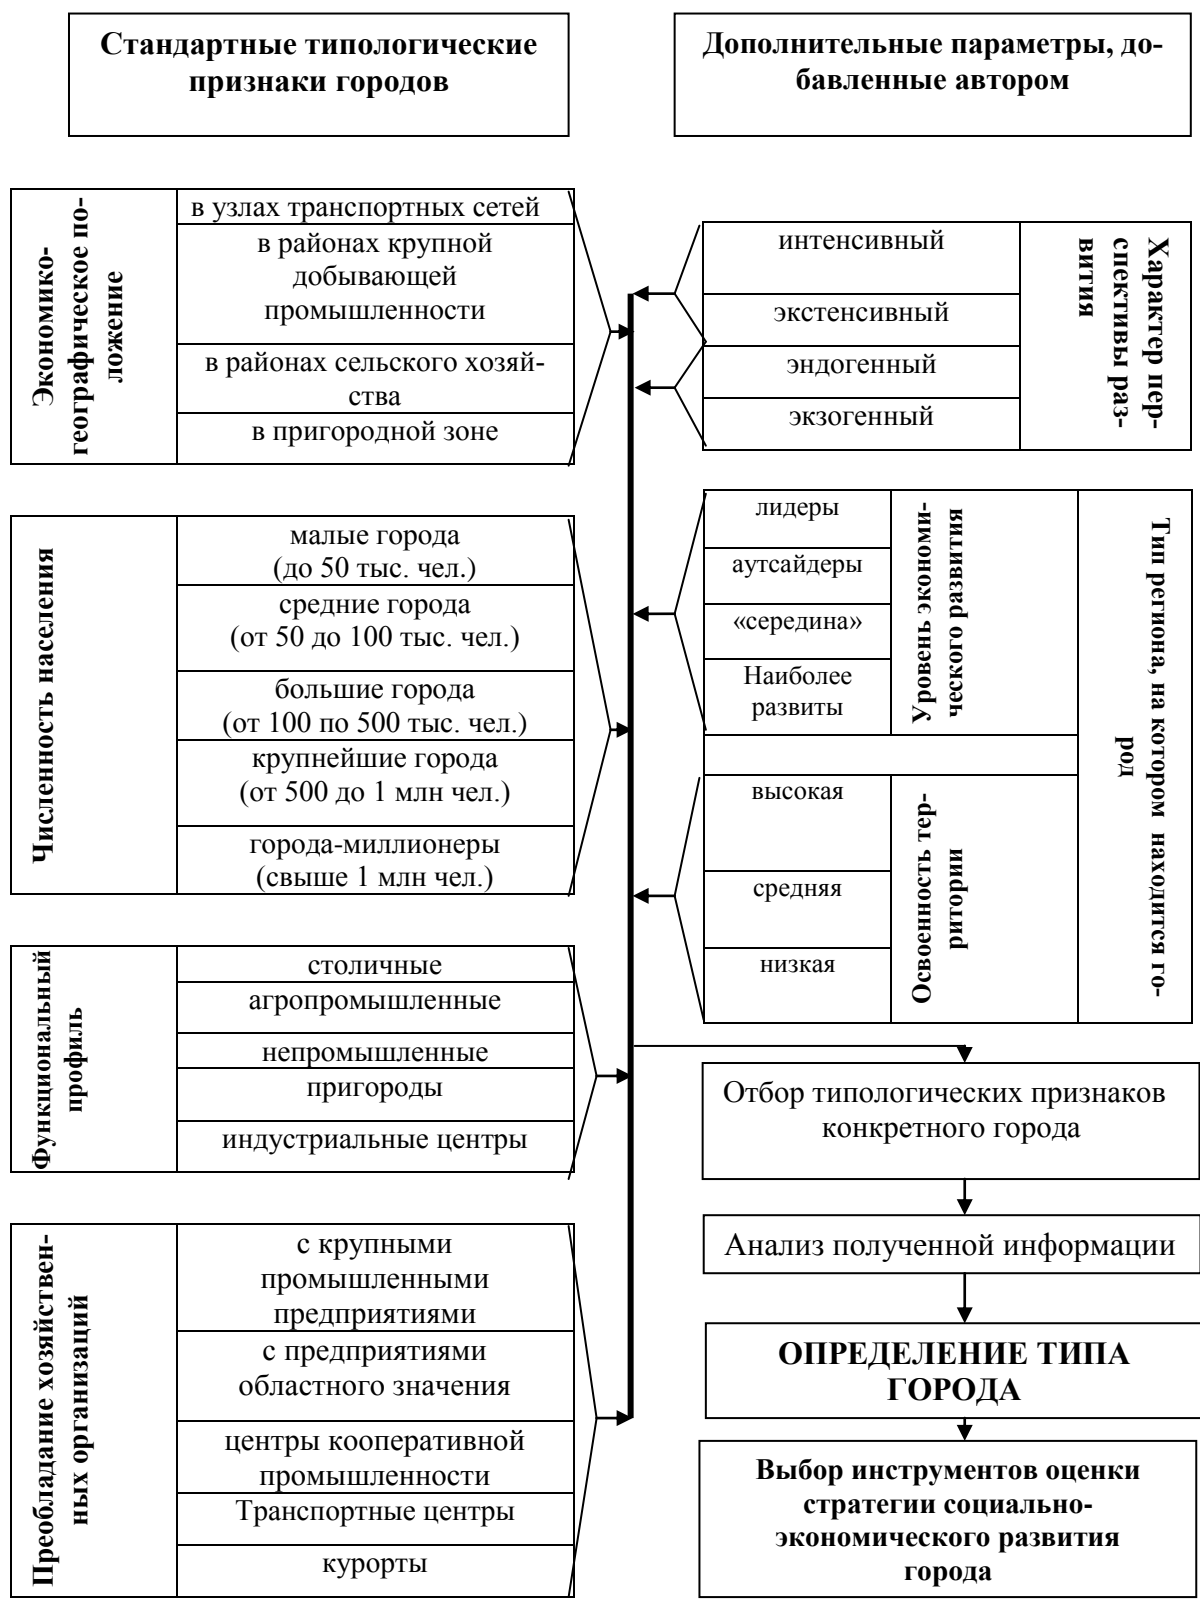 Стандартные типологические
признаки городов
Дополнительные параметры, до-
бавленные автором
Экономико-
географическое по-
ложение
в узлах транспортных сетей
в районах крупной
добывающей
промышленности
в районах сельского хозяй-
ства
в пригородной зоне
Численность населения
малые города
(до 50 тыс. чел.)
средние города
(от 50 до 100 тыс. чел.)
большие города
(от 100 по 500 тыс. чел.)
крупнейшие города
(от 500 до 1 млн чел.)
города-миллионеры
(свыше 1 млн чел.)
Функциональный
профиль
столичные
агропромышленные
непромышленные
пригороды
индустриальные центры
Преобладание хозяйствен-
ных организаций
с крупными
промышленными
предприятиями
с предприятиями
областного значения
центры кооперативной
промышленности
Транспортные центры
курорты
интенсивный
экстенсивный
эндогенный
экзогенный
Характер пер-
спективы раз-
вития
лидеры
аутсайдеры
«середина»
Наиболее
развиты
Уровень экономи-
ческого развития
высокая
средняя
низкая
Освоенность тер-
ритории
Тип региона, на котором находится го-
род
Отбор типологических признаков
конкретного города
Анализ полученной информации
ОПРЕДЕЛЕНИЕ ТИПА
ГОРОДА
Выбор инструментов оценки
стратегии социально-
экономического развития
города